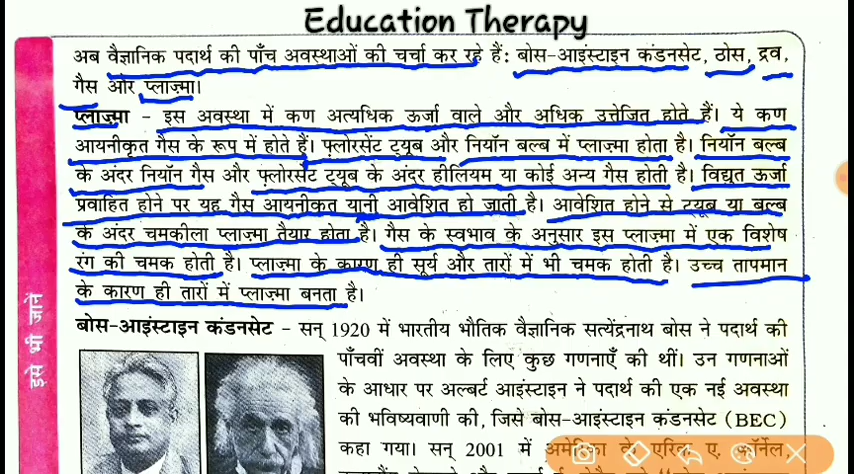 Education Therapy
अब वैज्ञानिक पदार्थ की पाँच अवस्थाओं की चर्चा कर रहे हैं: बोस-आइंस्टाइन कंडनसेट, ठोस, द्रव,
गैस और प्लाज़्मा।
प्लाज़्मा - इस अवस्था में कण अत्यधिक ऊर्जा वाले और अधिक उत्तेजित होते हैं। ये कण
आयनीकृत गैस के रूप में होते हैं। फ़्लोरसेंट ट्यूब और नियॉन बल्ब में प्लाज़्मा होता है। नियॉन बल्ब
के अंदर नियॉन गैस और फ़्लोरसेंट ट्यूब के अंदर हीलियम या कोई अन्य गैस होती है। विद्युत ऊर्जा
प्रवाहित होने पर यह गैस आयनीकृत यानी आवेशित हो जाती है। आवेशित होने से ट्यूब या बल्ब
के अंदर चमकीला प्लाज़्मा तैयार होता है। गैस के स्वभाव के अनुसार इस प्लाज़्मा में एक विशेष
रंग की चमक होती है। प्लाज़्मा के कारण ही सूर्य और तारों में भी चमक होती है। उच्च तापमान
के कारण ही तारों में प्लाज़्मा बनता है।
इसे भी जानें
बोस-आइंस्टाइन कंडनसेट - सन् 1920 में भारतीय भौतिक वैज्ञानिक सत्येंद्रनाथ बोस ने पदार्थ की
पाँचवीं अवस्था के लिए कुछ गणनाएँ की थीं। उन गणनाओं
के आधार पर अल्बर्ट आइंस्टाइन ने पदार्थ की एक नई अवस्था
की भविष्यवाणी की, जिसे बोस-आइंस्टाइन कंडनसेट (BEC)
कहा गया। सन् 2001 में अमेरिका के एरिक ए. कॉर्नेल,